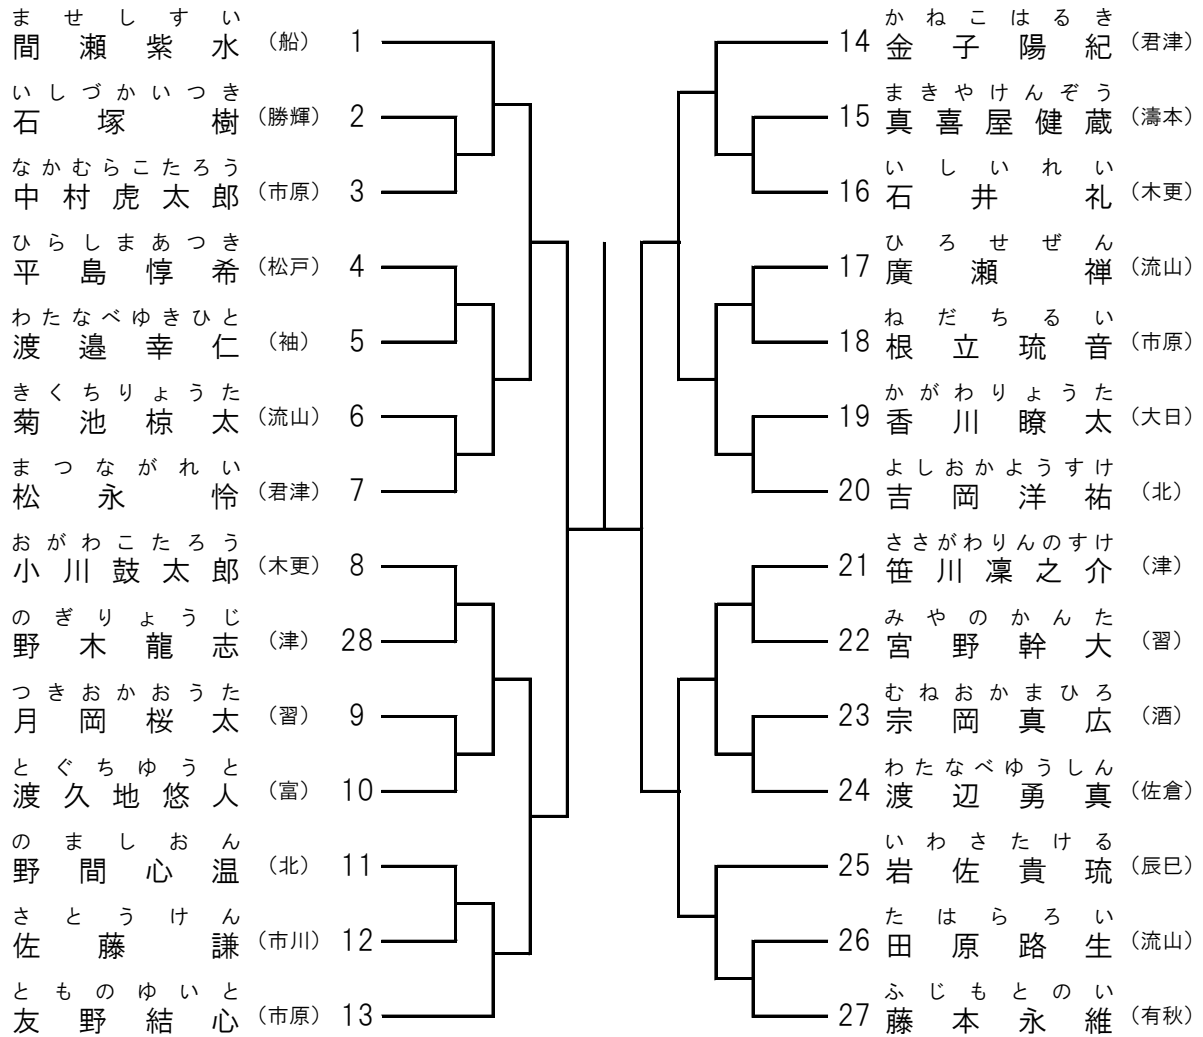 ませしすい
間瀬紫水 （船） 1
いしづかいつき
石塚樹 （勝輝） 2
なかむらこたろう
中村虎太郎 （市原） 3
ひらしまあつき
平島惇希 （松戸） 4
わたなべゆきひと
渡邉幸仁 （袖） 5
きくちりょうた
菊池椋太 （流山） 6
まつながれい
松永怜 （君津） 7
おがわこたろう
小川鼓太郎 （木更） 8
のぎりょうじ
野木龍志 （津） 28
つきおかおうた
月岡桜太 （習） 9
とぐちゆうと
渡久地悠人 （富） 10
のましおん
野間心温 （北） 11
さとうけん
佐藤謙 （市川） 12
とものゆいと
友野結心 （市原） 13
かねこはるき
14 金子陽紀 （君津）
まきやけんぞう
15 真喜屋健蔵 （濤本）
いしいれい
16 石井礼 （木更）
ひろせぜん
17 廣瀬禅 （流山）
ねだちるい
18 根立琉音 （市原）
かがわりょうた
19 香川瞭太 （大日）
よしおかようすけ
20 吉岡洋祐 （北）
ささがわりんのすけ
21 笹川凜之介 （津）
みやのかんた
22 宮野幹大 （習）
むねおかまひろ
23 宗岡真広 （酒）
わたなべゆうしん
24 渡辺勇真 （佐倉）
いわさたける
25 岩佐貴琉 （辰巳）
たはらろい
26 田原路生 （流山）
ふじもとのい
27 藤本永維 （有秋）